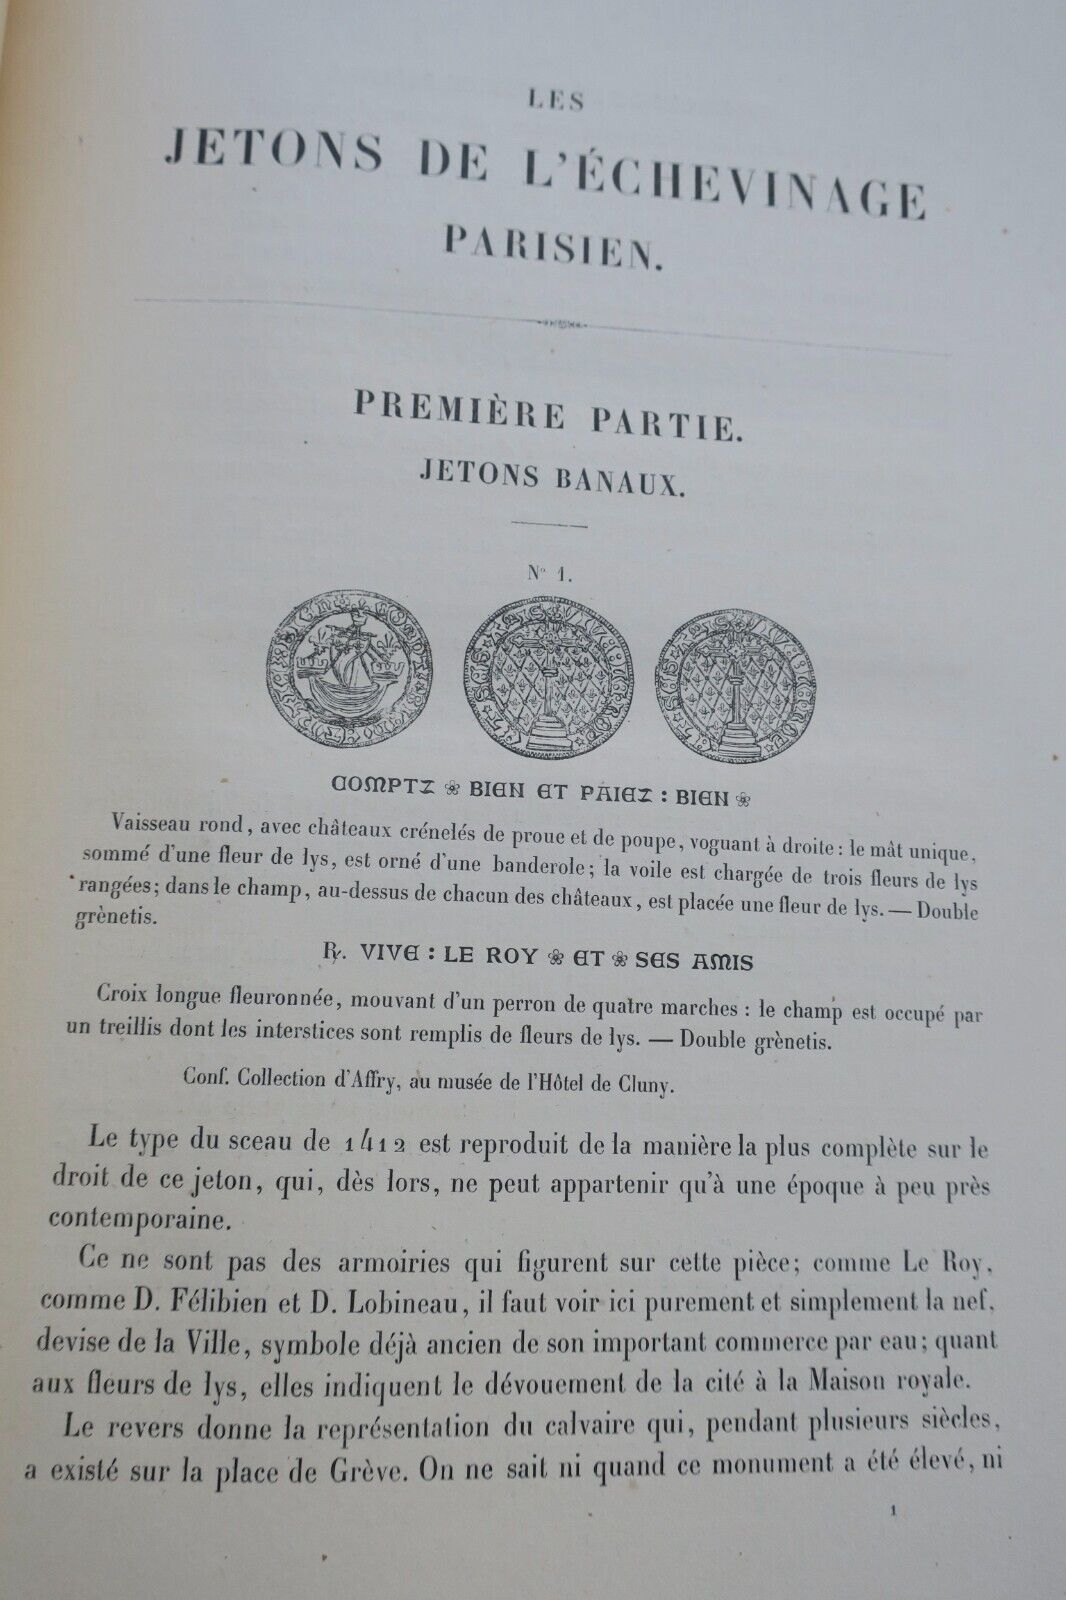 LES
JETONS DE L'ÉCHEVINAGE
PARISIEN.
PREMIÈRE PARTIE.
JETONS BANAUX.
N° 1.
COMPTZ ❀ BIEN ET PAIEZ : BIEN ❀
Vaisseau rond, avec châteaux crénelés de proue et de poupe, voguant à droite : le mât unique,
sommé d'une fleur de lys, est orné d'une banderole; la voile est chargée de trois fleurs de lys
rangées; dans le champ, au-dessus de chacun des châteaux, est placée une fleur de lys. — Double
grènetis.
℞. VIVE : LE ROY ❀ ET ❀ SES AMIS
Croix longue fleuronnée, mouvant d'un perron de quatre marches : le champ est occupé par
un treillis dont les interstices sont remplis de fleurs de lys. — Double grènetis.
Conf. Collection d'Affry, au musée de l'Hôtel de Cluny.
Le type du sceau de 1412 est reproduit de la manière la plus complète sur le
droit de ce jeton, qui, dès lors, ne peut appartenir qu'à une époque à peu près
contemporaine.
Ce ne sont pas des armoiries qui figurent sur cette pièce; comme Le Roy,
comme D. Félibien et D. Lobineau, il faut voir ici purement et simplement la nef,
devise de la Ville, symbole déjà ancien de son important commerce par eau; quant
aux fleurs de lys, elles indiquent le dévouement de la cité à la Maison royale.
Le revers donne la représentation du calvaire qui, pendant plusieurs siècles,
a existé sur la place de Grève. On ne sait ni quand ce monument a été élevé, ni
1